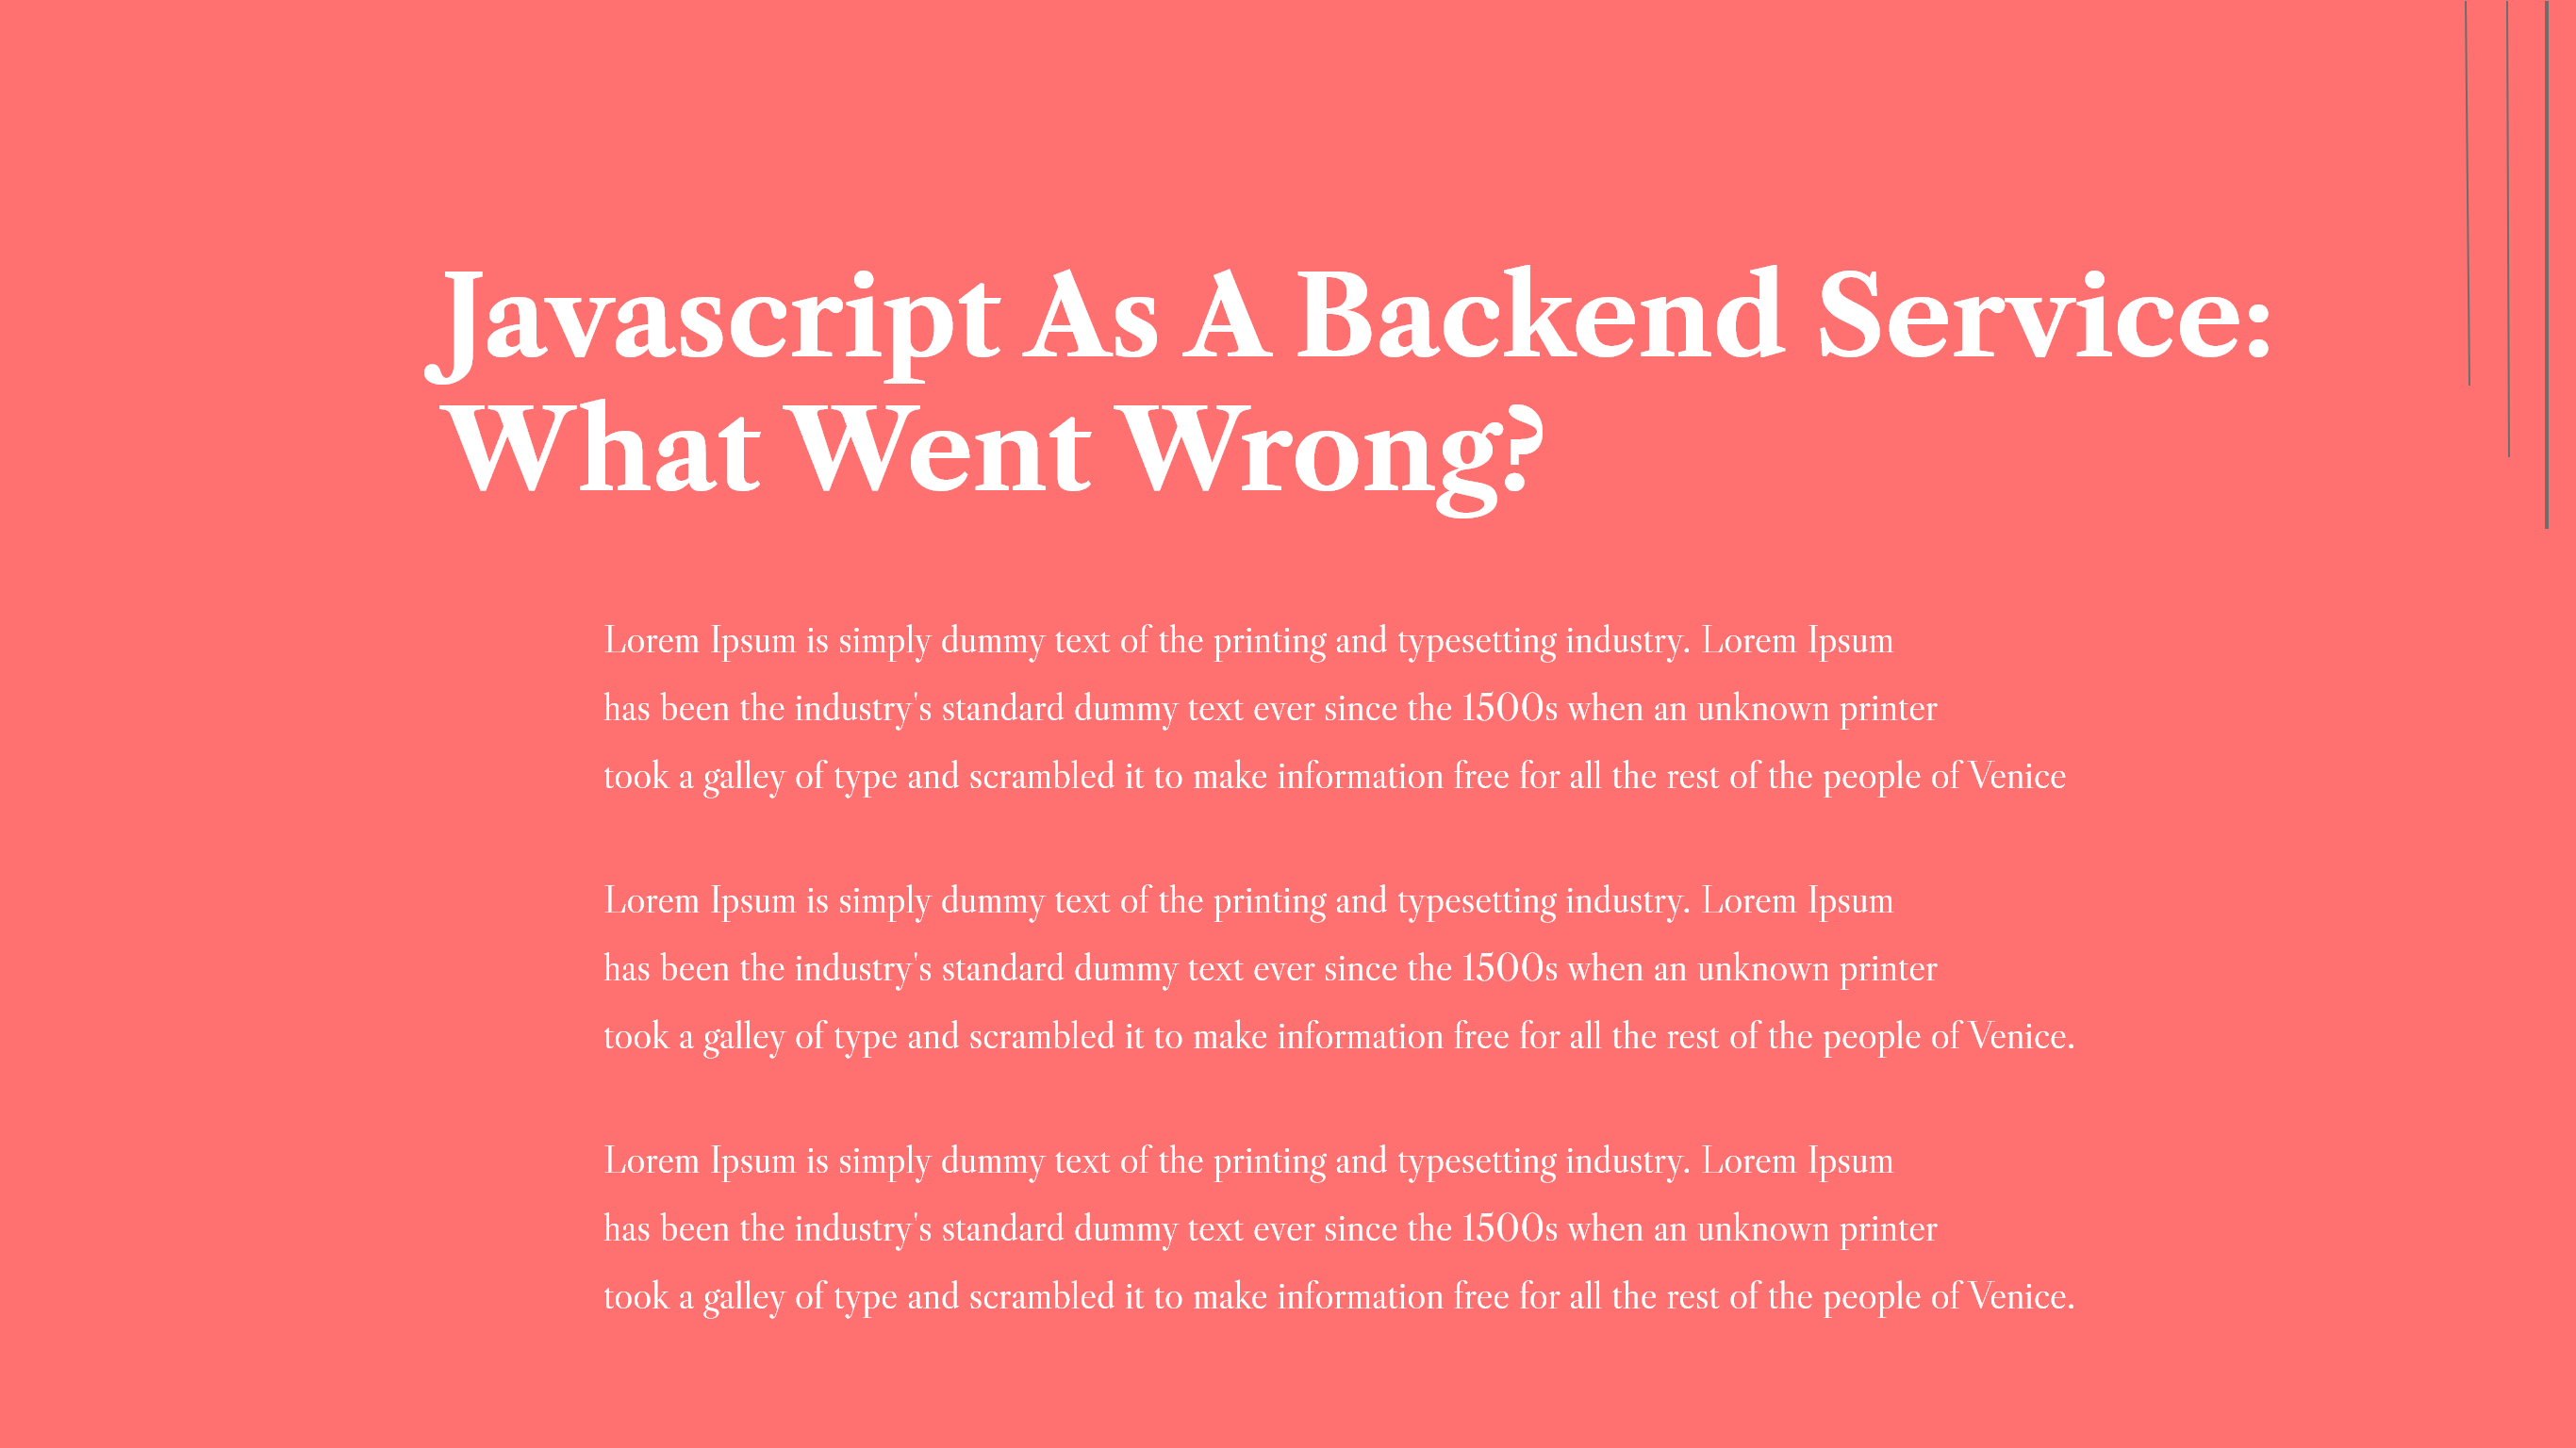 Javascript As A Backend Service:
What Went Wrong?
Lorem Ipsum is simply dummy text of the printing and typesetting industry. Lorem Ipsum
has been the industry's standard dummy text ever since the 1500s when an unknown printer
took a galley of type and scrambled it to make information free for all the rest of the people of Venice
Lorem Ipsum is simply dummy text of the printing and typesetting industry. Lorem Ipsum
has been the industry's standard dummy text ever since the 1500s when an unknown printer
took a galley of type and scrambled it to make information free for all the rest of the people of Venice.
Lorem Ipsum is simply dummy text of the printing and typesetting industry. Lorem Ipsum
has been the industry's standard dummy text ever since the 1500s when an unknown printer
took a galley of type and scrambled it to make information free for all the rest of the people of Venice.